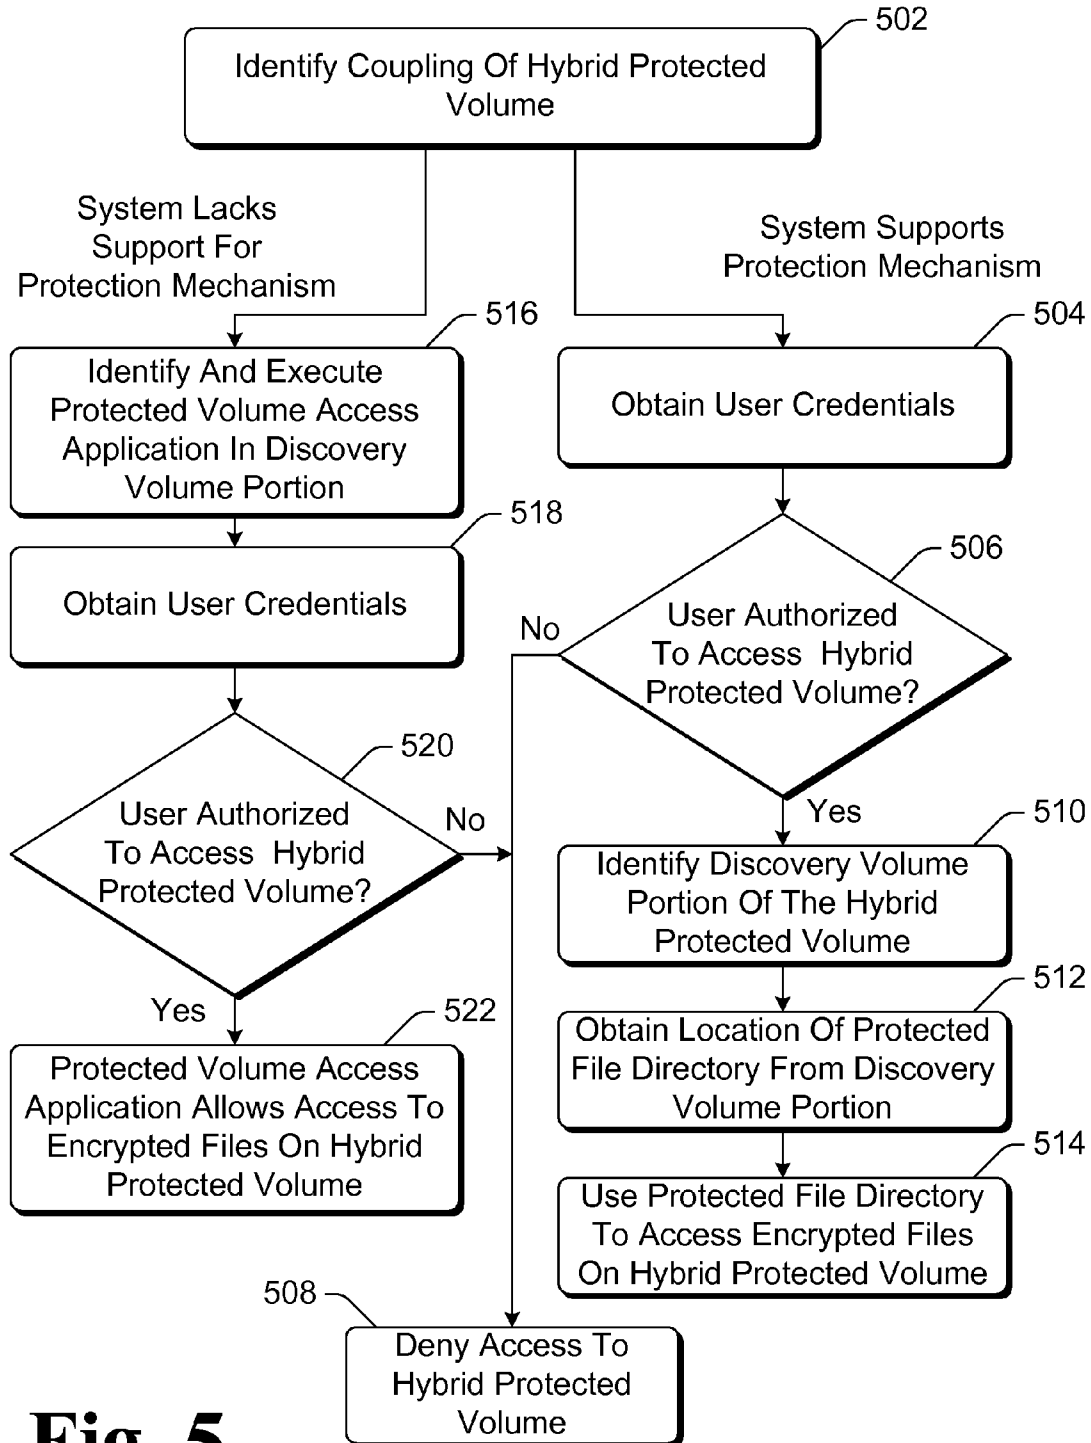 502
Identify Coupling Of Hybrid Protected
Volume
System Lacks
Support For
Protection Mechanism
System Supports
Protection Mechanism
516
Identify And Execute
Protected Volume Access
Application In Discovery
Volume Portion
504
Obtain User Credentials
518
Obtain User Credentials
506
User Authorized
To Access Hybrid
Protected Volume?
No
520
User Authorized
To Access Hybrid
Protected Volume?
No
Yes
Yes
510
Identify Discovery Volume
Portion Of The Hybrid
Protected Volume
512
Obtain Location Of Protected
File Directory From Discovery
Volume Portion
522
Protected Volume Access
Application Allows Access To
Encrypted Files On Hybrid
Protected Volume
514
Use Protected File Directory
To Access Encrypted Files
On Hybrid Protected Volume
508
Deny Access To
Hybrid Protected
Volume
Fig. 5